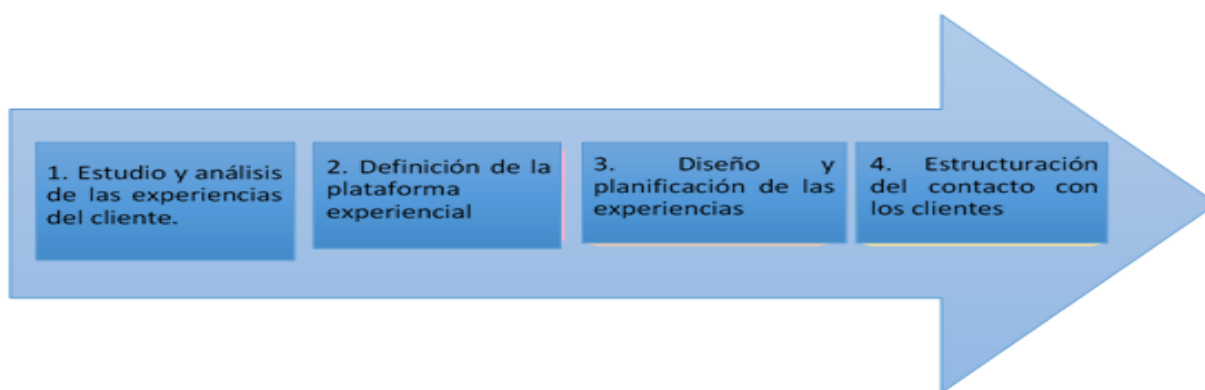 1. Estudio y análisis
de las experiencias
del cliente.
2. Definición de la
plataforma
experiencial
3. Diseño y
planificación de las
experiencias
4. Estructuración
del contacto con
los clientes